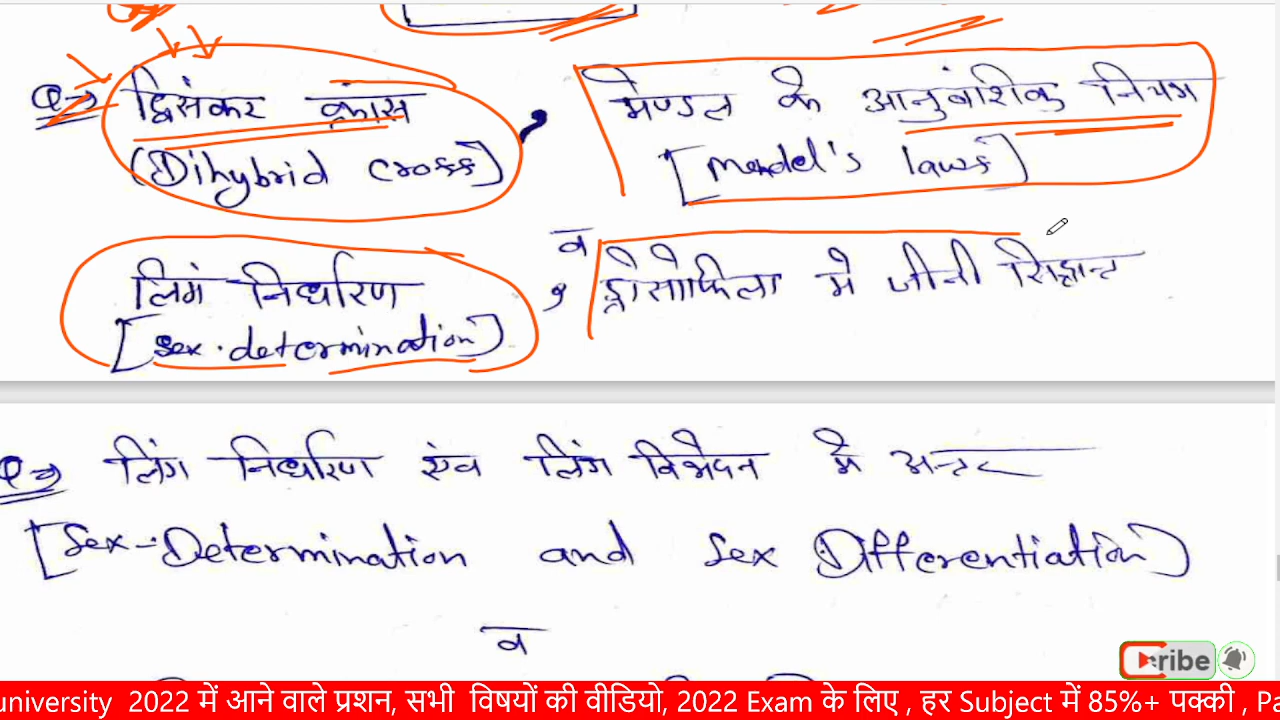 Q→ द्विसंकर क्रास , मेण्डल के आनुवंशिक नियम
(Dihybrid cross) [Mendel's laws]
लिगं निर्धारण , व ड्रोसोफिला मे जीनी सिद्धान्ट
[sex.determination]
Q⇒ लिंग निर्धारण एंव लिंग विभेदन मे अन्तर
[Sex-Determination and Sex Differentiation]
व
cribe
university 2022 में आने वाले प्रशन, सभी विषयों की वीडियो, 2022 Exam के लिए , हर Subject में 85%+ पक्की , Pa